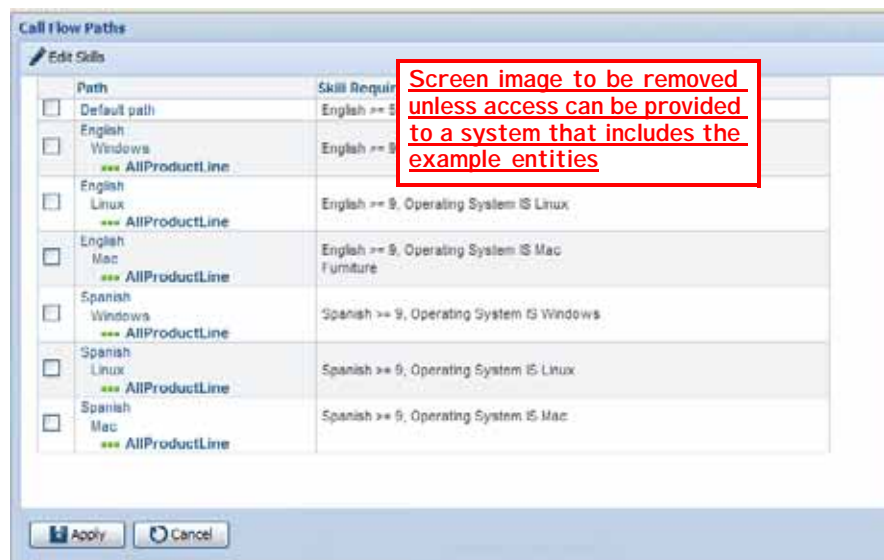 Call Flow Paths
Edit Skills
Path Skill Requir
Default path English >= 5
English
Windows English >= 9
AllProductLine
English
Linux English >= 9, Operating System IS Linux
AllProductLine
English
Mac English >= 9, Operating System IS Mac
Furniture
AllProductLine
Spanish
Windows Spanish >= 9, Operating System IS Windows
AllProductLine
Spanish
Linux Spanish >= 9, Operating System IS Linux
AllProductLine
Spanish
Mac Spanish >= 9, Operating System IS Mac
AllProductLine
Screen image to be removed
unless access can be provided
to a system that includes the
example entities
Apply Cancel